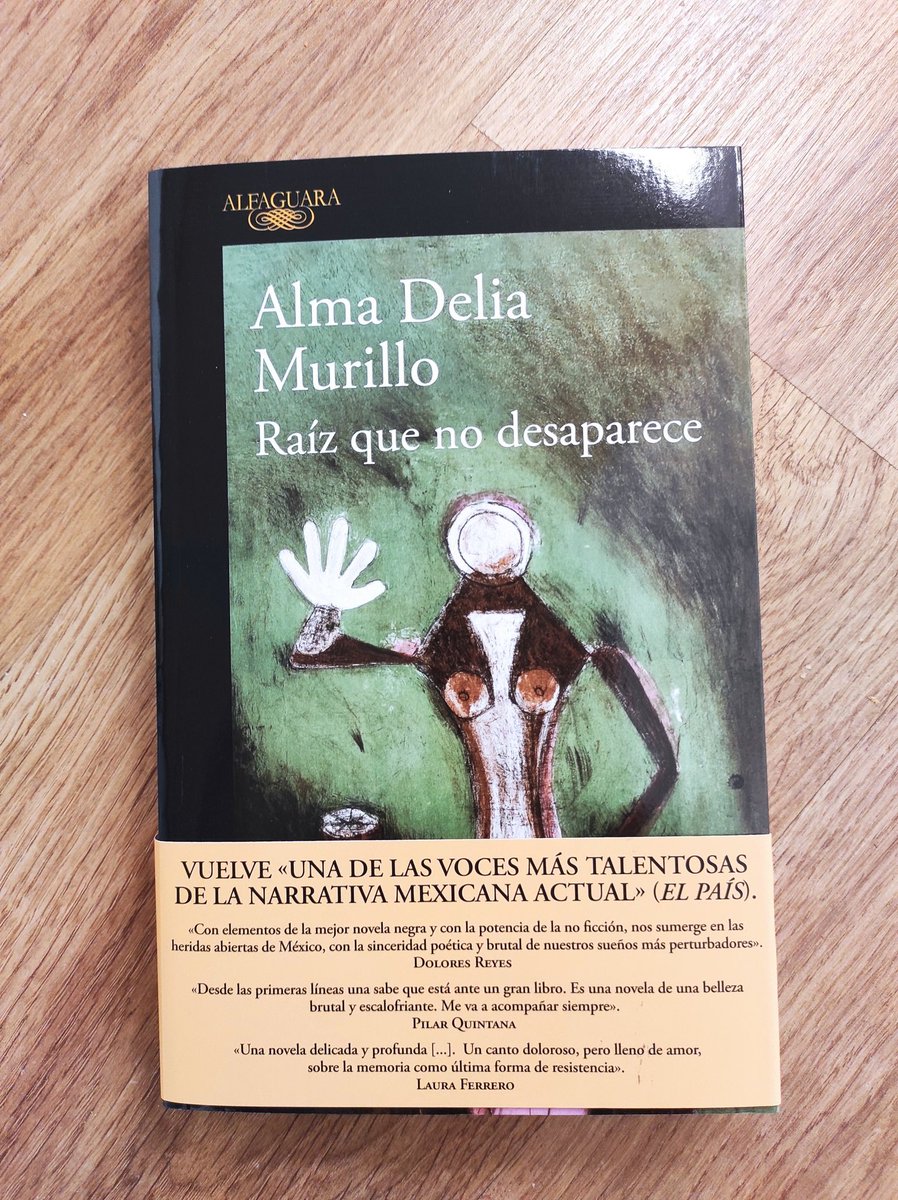 ALFAGUARA
Alma Delia
Murillo
Raíz que no desaparece
VUELVE «UNA DE LAS VOCES MÁS TALENTOSAS
DE LA NARRATIVA MEXICANA ACTUAL» (EL PAÍS).
«Con elementos de la mejor novela negra y con la potencia de la no ficción, nos sumerge en las
heridas abiertas de México, con la sinceridad poética y brutal de nuestros sueños más perturbadores».
DOLORES REYES
«Desde las primeras líneas una sabe que está ante un gran libro. Es una novela de una belleza
brutal y escalofriante. Me va a acompañar siempre».
PILAR QUINTANA
«Una novela delicada y profunda [...]. Un canto doloroso, pero lleno de amor,
sobre la memoria como última forma de resistencia».
LAURA FERRERO